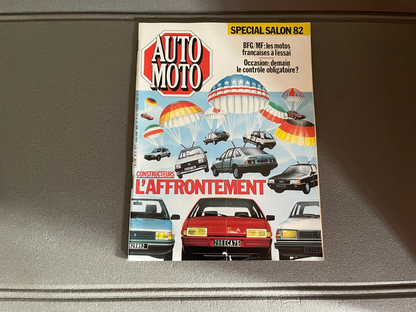 AUTO
MOTO
SPECIAL SALON 82
BFG/MF: les motos
françaises à l'essai
Occasion: demain
le contrôle obligatoire?
CONSTRUCTEURS
L'AFFRONTEMENT